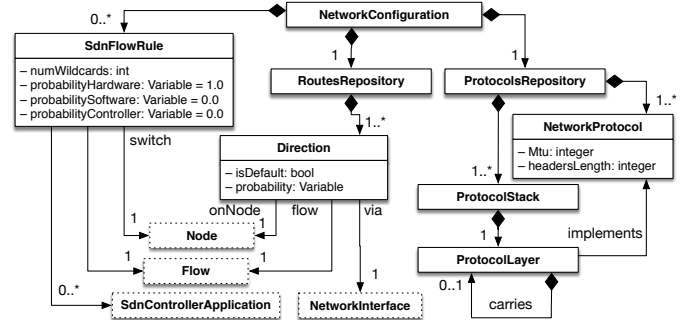 NetworkConfiguration
0..*
1
1
SdnFlowRule
– numWildcards: int
– probabilityHardware: Variable = 1.0
– probabilitySoftware: Variable = 0.0
– probabilityController: Variable = 0.0
RoutesRepository
ProtocolsRepository
1..*
1..*
NetworkProtocol
– Mtu: integer
– headersLength: integer
switch
Direction
– isDefault: bool
– probability: Variable
1..*
ProtocolStack
onNode
flow
via
1
1
Node
1
implements
ProtocolLayer
1
Flow
1
1
0..1
carries
0..*
SdnControllerApplication
NetworkInterface